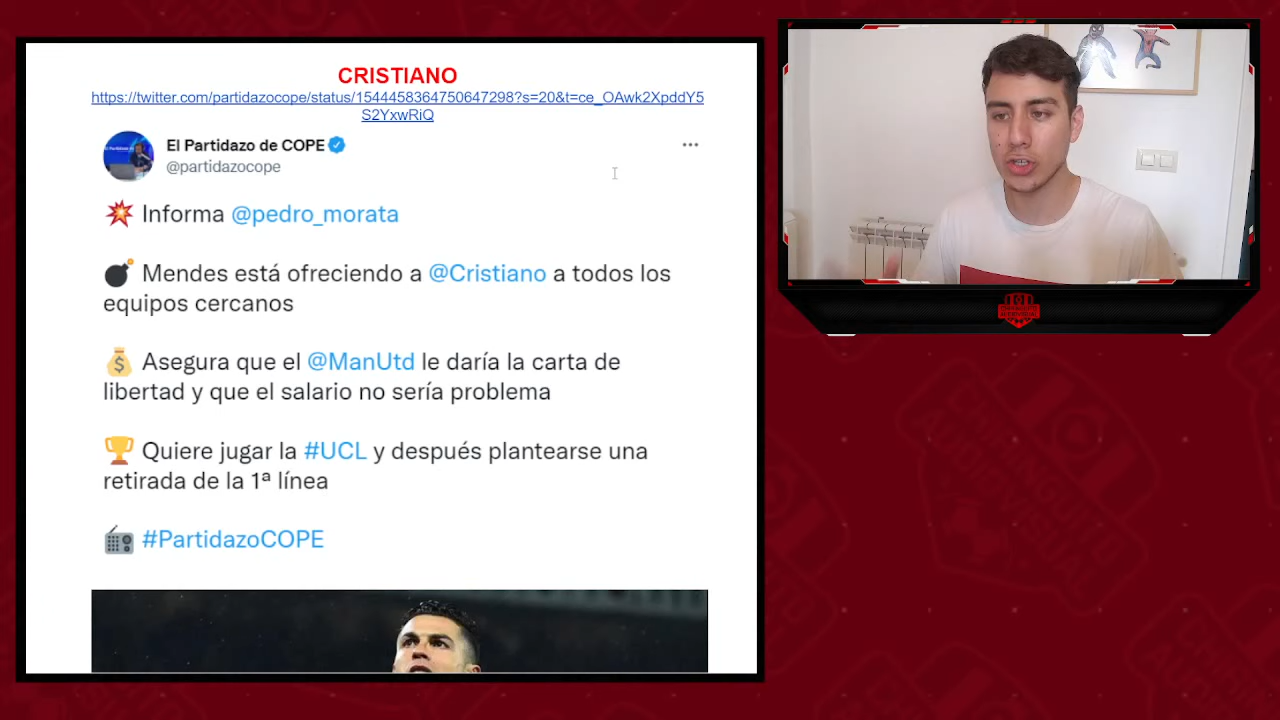 CRISTIANO
https://twitter.com/partidazocope/status/1544458364750647298?s=20&t=ce_OAwk2XpddY5
S2YxwRiQ
El Partidazo de COPE
@partidazocope
Informa @pedro_morata
Mendes está ofreciendo a @Cristiano a todos los
equipos cercanos
Asegura que el @ManUtd le daría la carta de
libertad y que el salario no sería problema
Quiere jugar la #UCL y después plantearse una
retirada de la 1ª línea
#PartidazoCOPE
CHIRINGUITO
AUDIOVISUAL